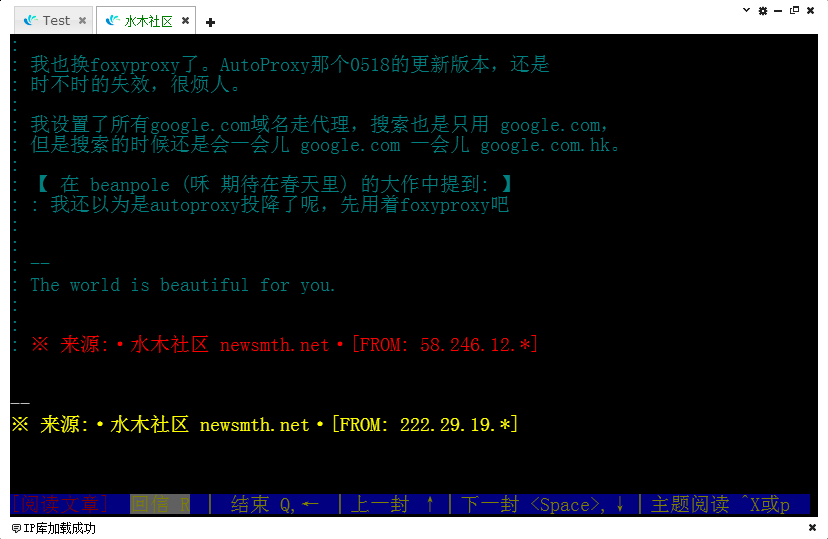 Test 水木社区
:
: 我也换foxyproxy了。AutoProxy那个0518的更新版本，还是
: 时不时的失效，很烦人。
:
: 我设置了所有google.com域名走代理，搜索也是只用 google.com，
: 但是搜索的时候还是会一会儿 google.com 一会儿 google.com.hk。
:
: 【 在 beanpole (咊 期待在春天里) 的大作中提到: 】
: : 我还以为是autoproxy投降了呢，先用着foxyproxy吧
:
:
: --
: The world is beautiful for you.
:
:
: ※ 来源:·水木社区 newsmth.net·[FROM: 58.246.12.*]
--
※ 来源:·水木社区 newsmth.net·[FROM: 222.29.19.*]
[阅读文章] 回信 R │ 结束 Q,← │上一封 ↑│下一封 <Space>,↓│主题阅读 ^X或p
IP库加载成功